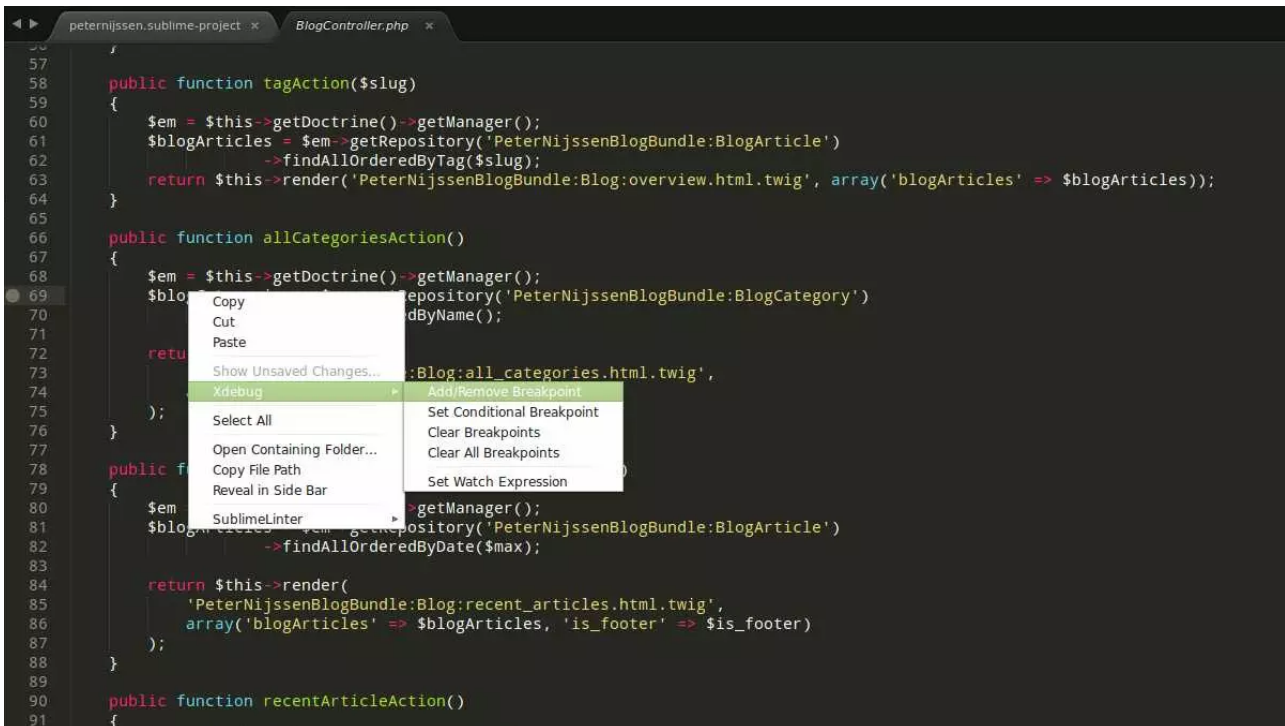 peternijssen.sublime-project × BlogController.php ×
56 }
57
58 public function tagAction($slug)
59 {
60 $em = $this->getDoctrine()->getManager();
61 $blogArticles = $em->getRepository('PeterNijssenBlogBundle:BlogArticle')
62 ->findAllOrderedByTag($slug);
63 return $this->render('PeterNijssenBlogBundle:Blog:overview.html.twig', array('blogArticles' => $blogArticles));
64 }
65
66 public function allCategoriesAction()
67 {
68 $em = $this->getDoctrine()->getManager();
69 $blo epository('PeterNijssenBlogBundle:BlogCategory')
70 dByName();
71
72 retu
73 :Blog:all_categories.html.twig',
74
75 );
76 }
77
78 public f )
79 {
80 $em >getManager();
81 $blogArticles = $em->getRepository('PeterNijssenBlogBundle:BlogArticle')
82 ->findAllOrderedByDate($max);
83
84 return $this->render(
85 'PeterNijssenBlogBundle:Blog:recent_articles.html.twig',
86 array('blogArticles' => $blogArticles, 'is_footer' => $is_footer)
87 );
88 }
89
90 public function recentArticleAction()
91 {
Copy
Cut
Paste
Show Unsaved Changes...
Xdebug
Select All
Open Containing Folder...
Copy File Path
Reveal in Side Bar
SublimeLinter
Add/Remove Breakpoint
Set Conditional Breakpoint
Clear Breakpoints
Clear All Breakpoints
Set Watch Expression